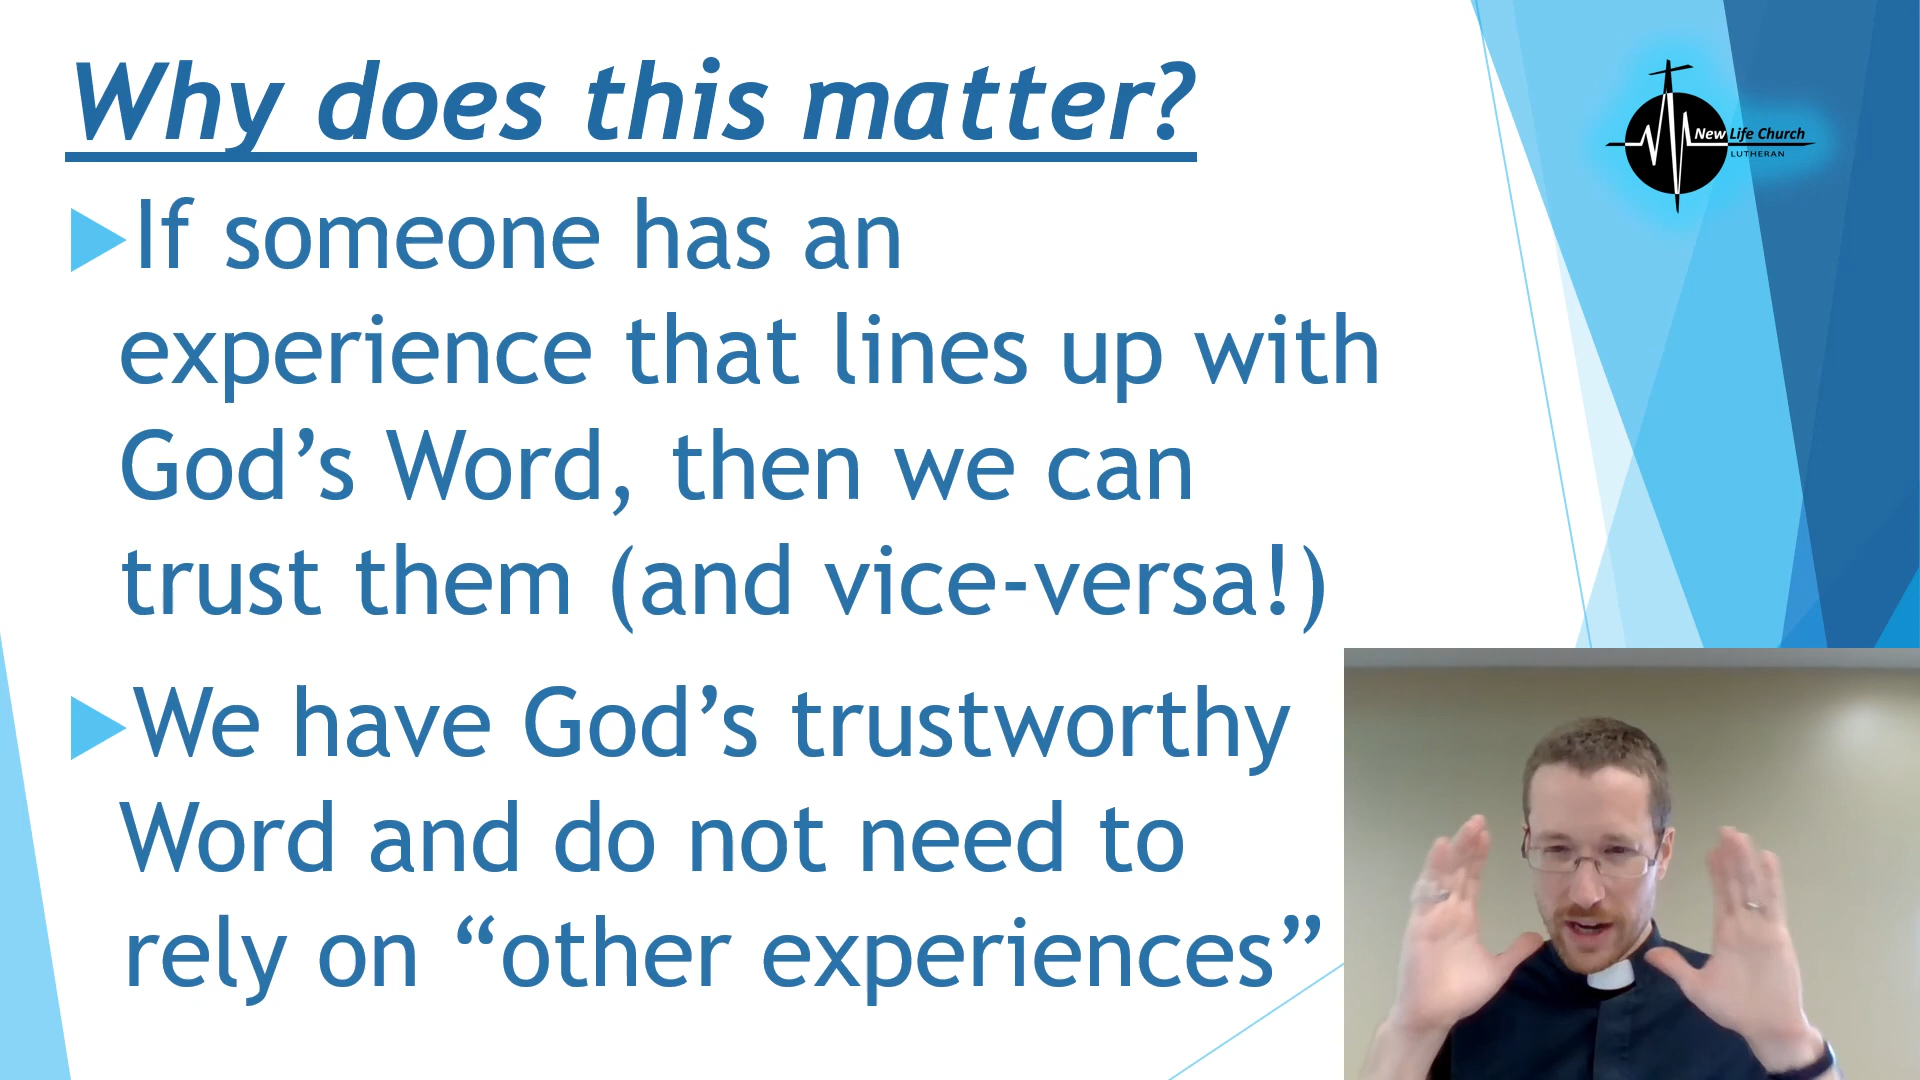 Why does this matter?
New Life Church
LUTHERAN
If someone has an
experience that lines up with
God’s Word, then we can
trust them (and vice-versa!)
We have God’s trustworthy
Word and do not need to
rely on “other experiences”